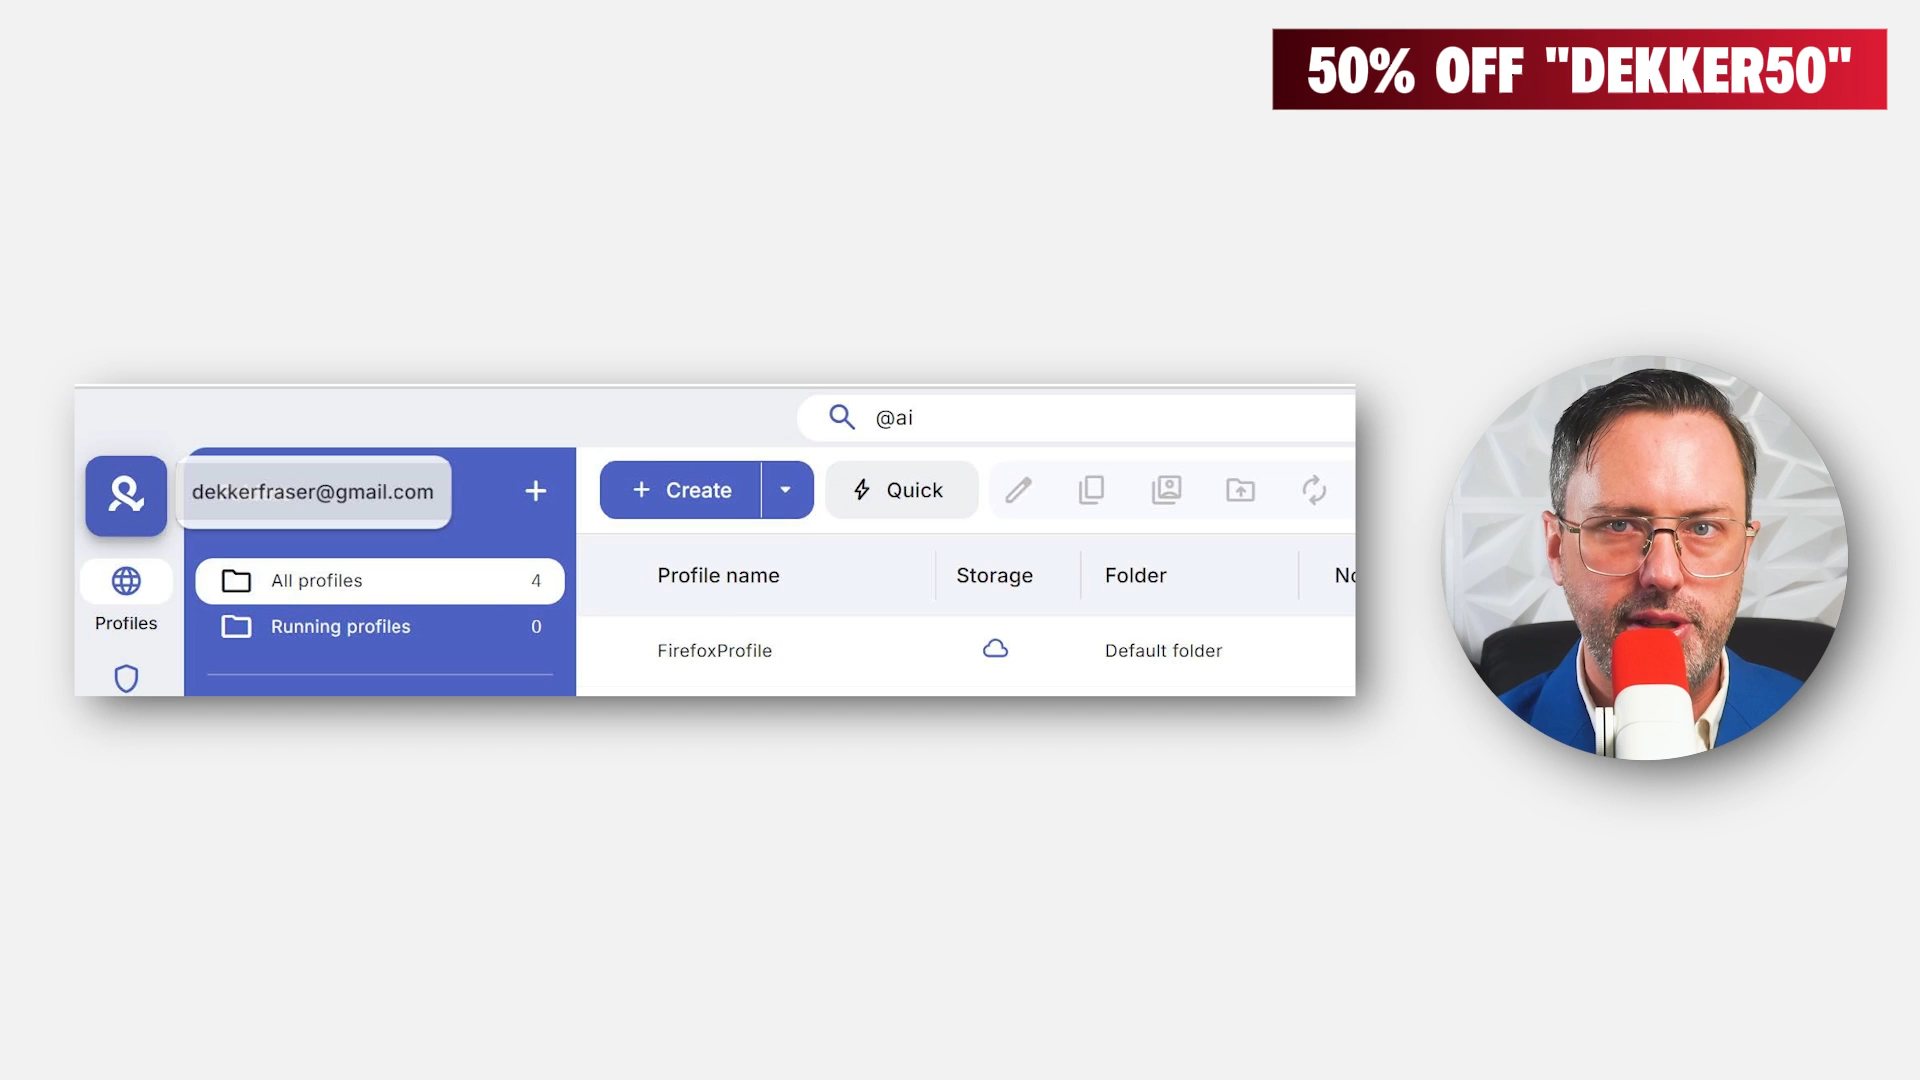 50% OFF "DEKKER50"
@ai
dekkerfraser@gmail.com
Create
Quick
All profiles 4
Running profiles 0
Profiles
Profile name Storage Folder
FirefoxProfile Default folder